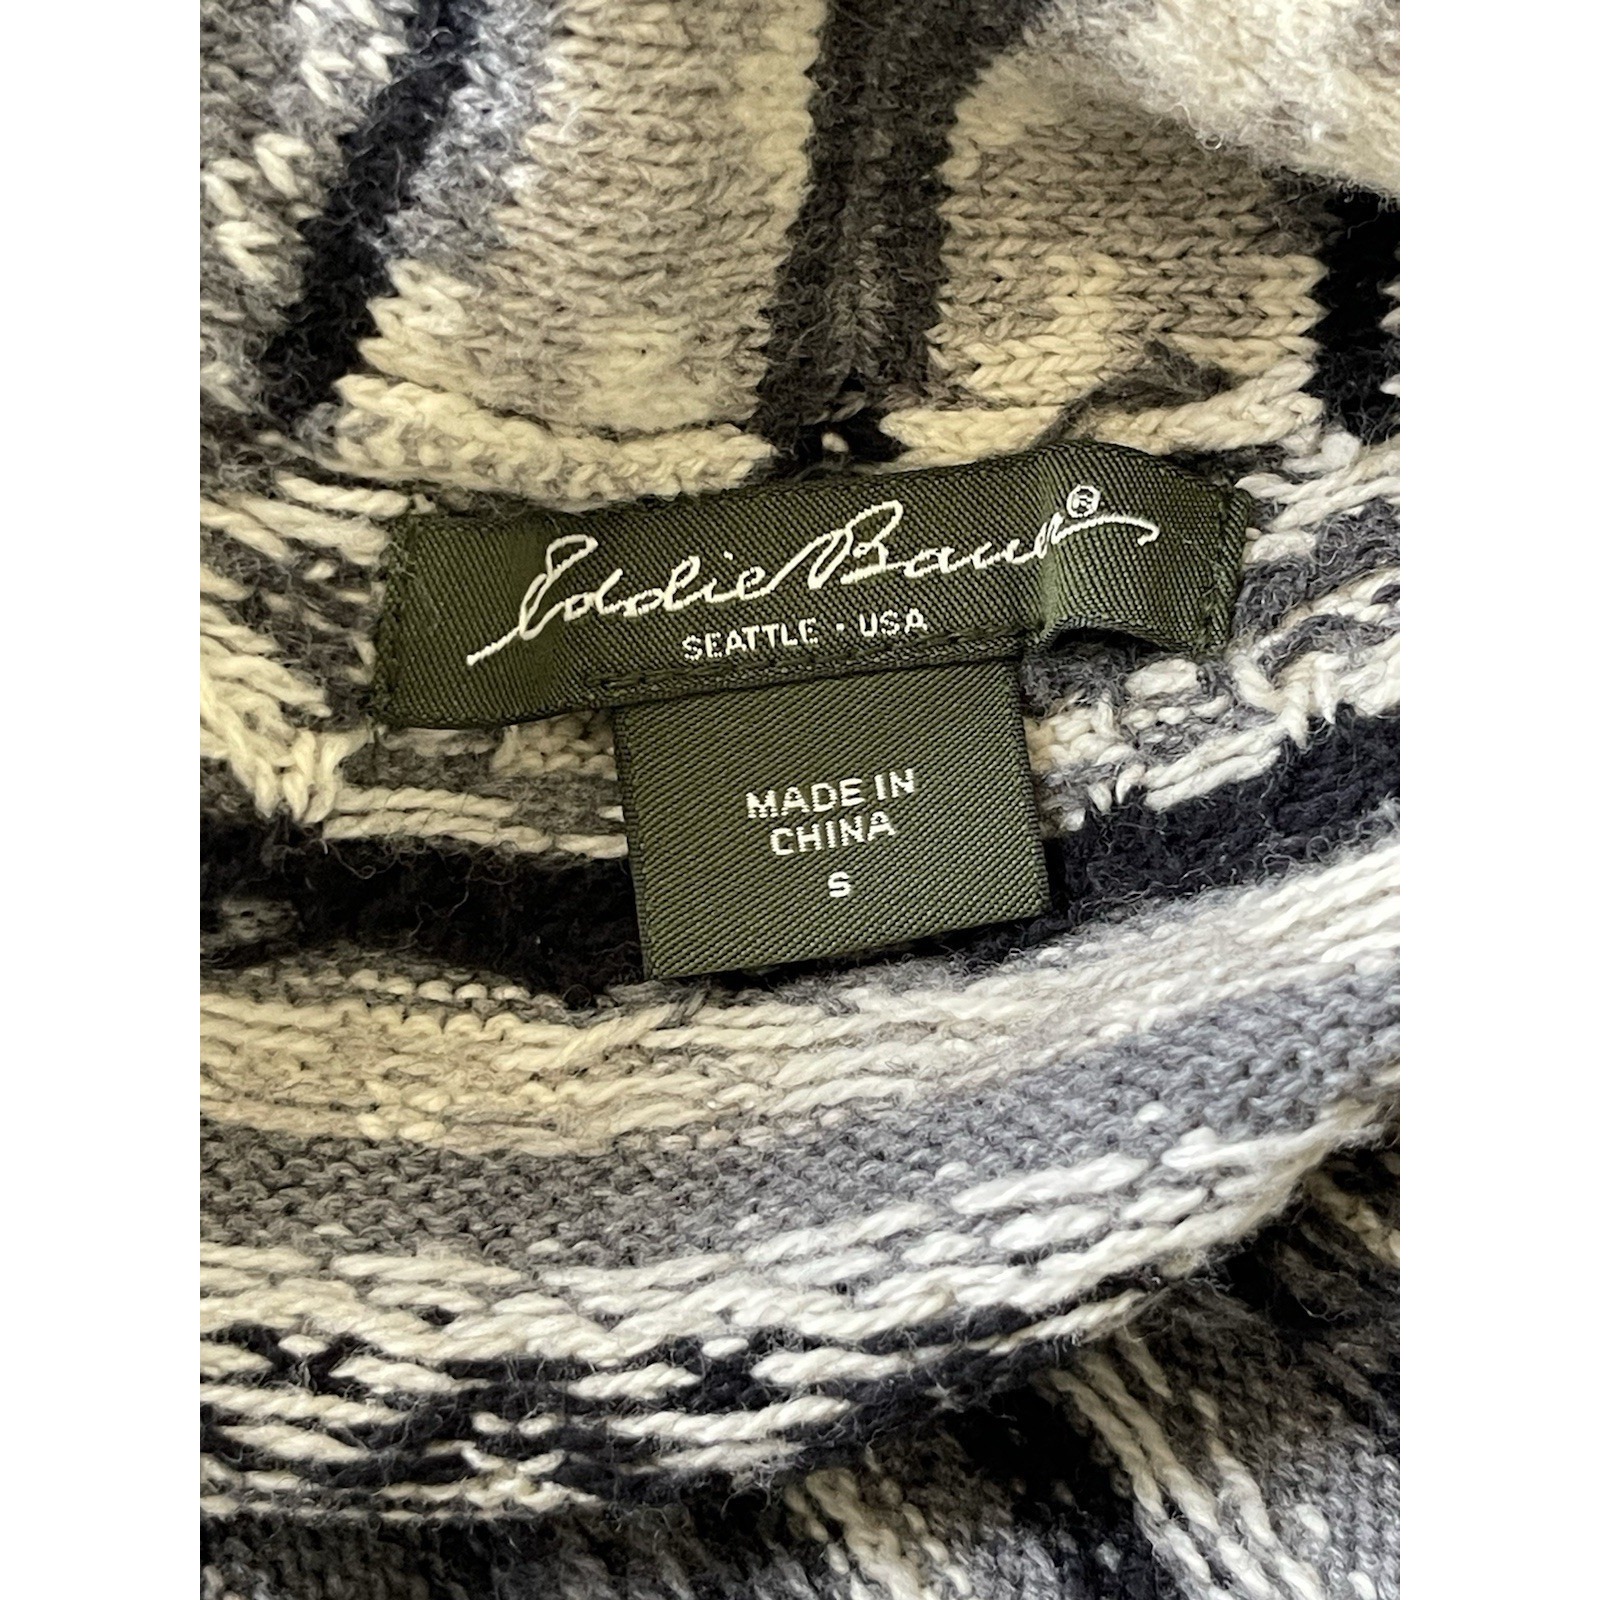 Eddie Bauer®
SEATTLE · USA
MADE IN
CHINA
S